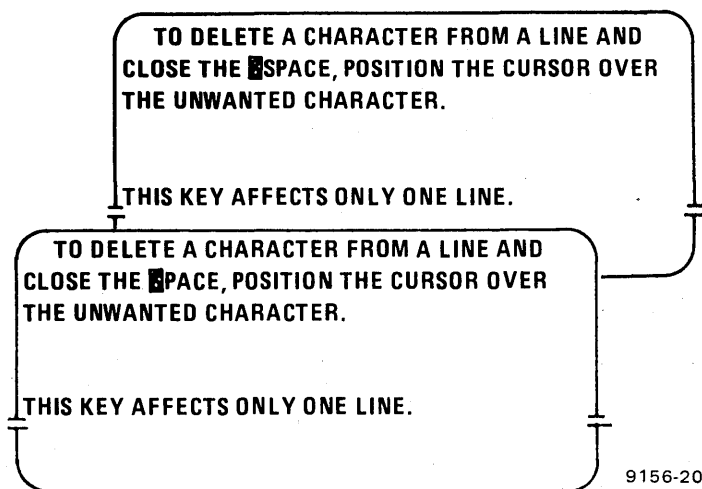 TO DELETE A CHARACTER FROM A LINE AND
CLOSE THE SSPACE, POSITION THE CURSOR OVER
THE UNWANTED CHARACTER.
THIS KEY AFFECTS ONLY ONE LINE.
TO DELETE A CHARACTER FROM A LINE AND
CLOSE THE SPACE, POSITION THE CURSOR OVER
THE UNWANTED CHARACTER.
THIS KEY AFFECTS ONLY ONE LINE.
9156-20